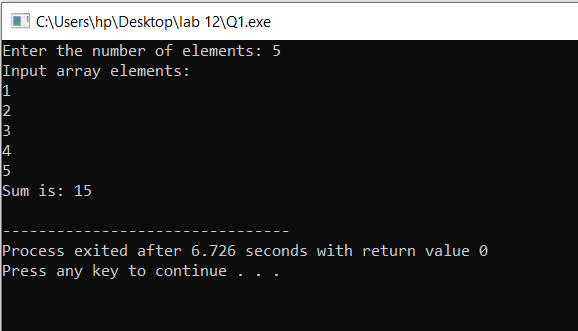 C:\Users\hp\Desktop\lab 12\Q1.exe
Enter the number of elements: 5
Input array elements:
1
2
3
4
5
Sum is: 15
--------------------------------
Process exited after 6.726 seconds with return value 0
Press any key to continue . . .